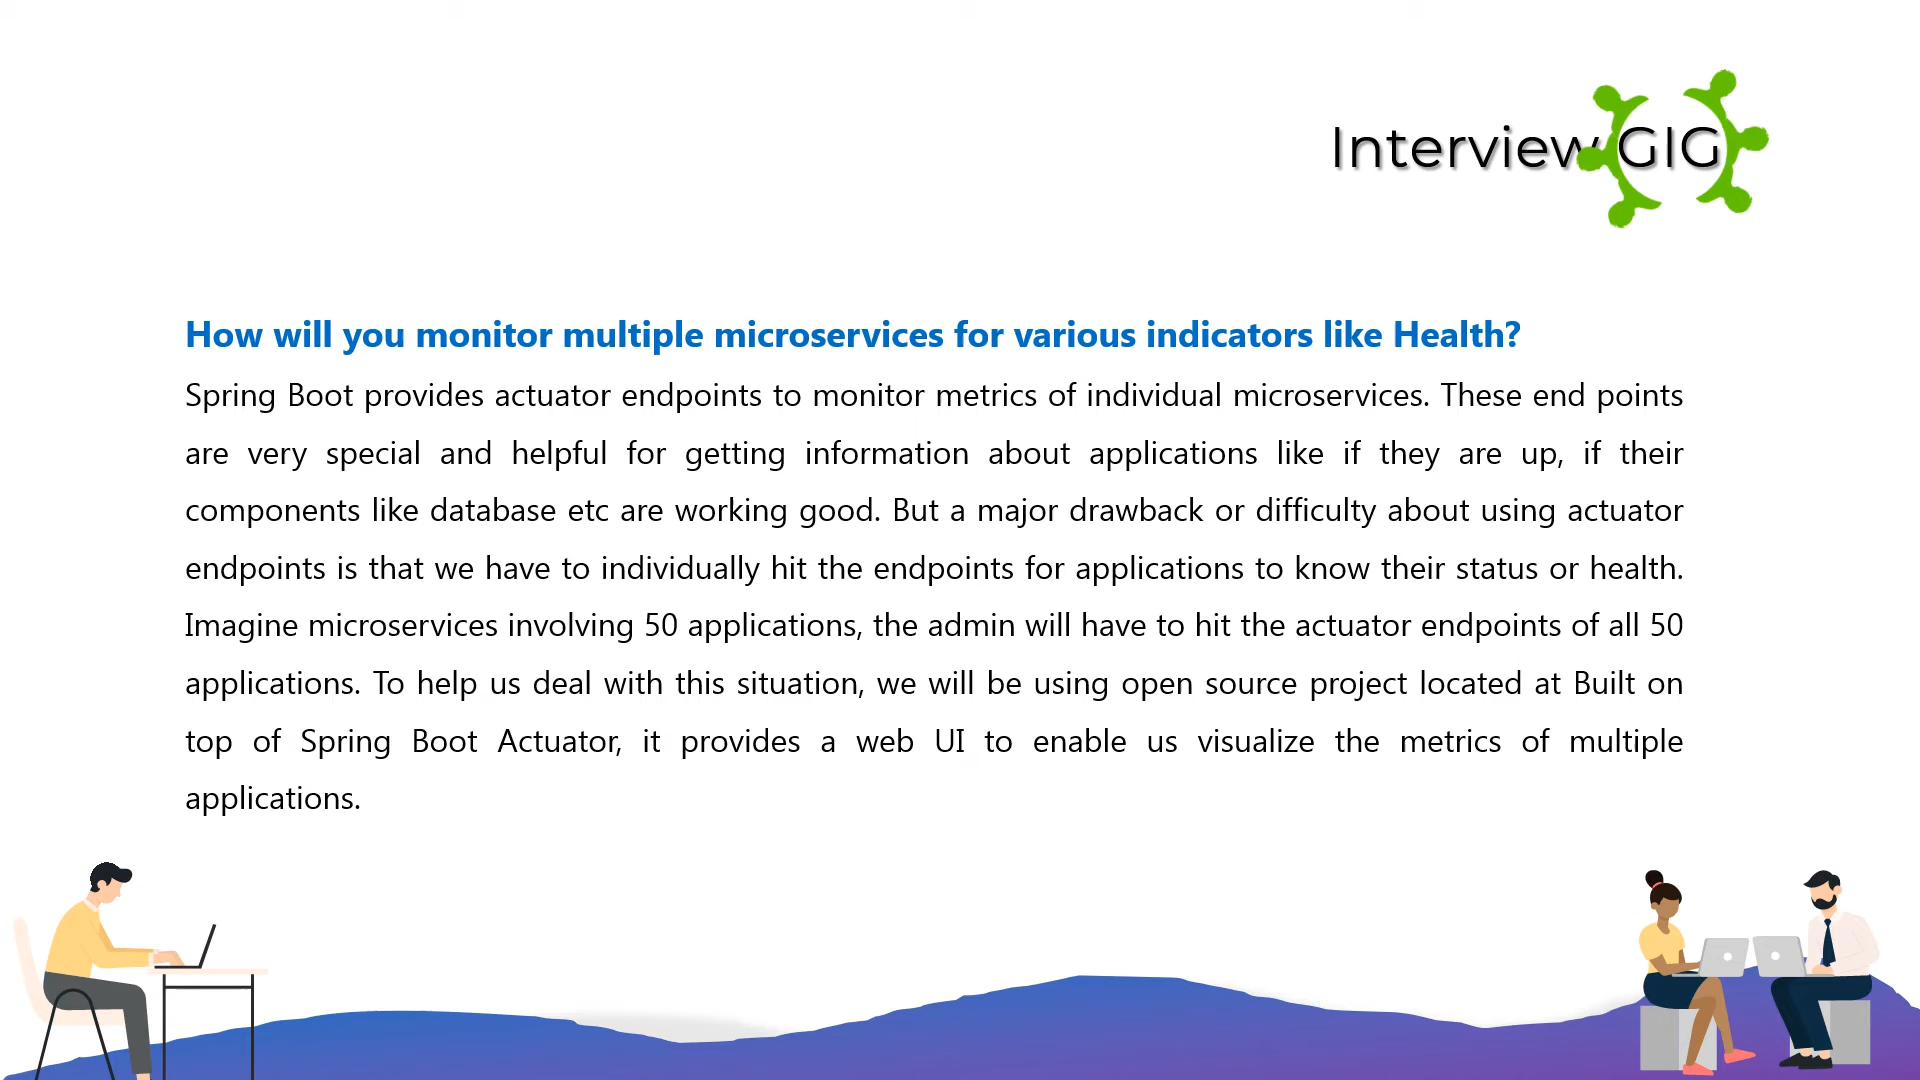 Interview GIG
How will you monitor multiple microservices for various indicators like Health?
Spring Boot provides actuator endpoints to monitor metrics of individual microservices. These end points
are very special and helpful for getting information about applications like if they are up, if their
components like database etc are working good. But a major drawback or difficulty about using actuator
endpoints is that we have to individually hit the endpoints for applications to know their status or health.
Imagine microservices involving 50 applications, the admin will have to hit the actuator endpoints of all 50
applications. To help us deal with this situation, we will be using open source project located at Built on
top of Spring Boot Actuator, it provides a web UI to enable us visualize the metrics of multiple
applications.